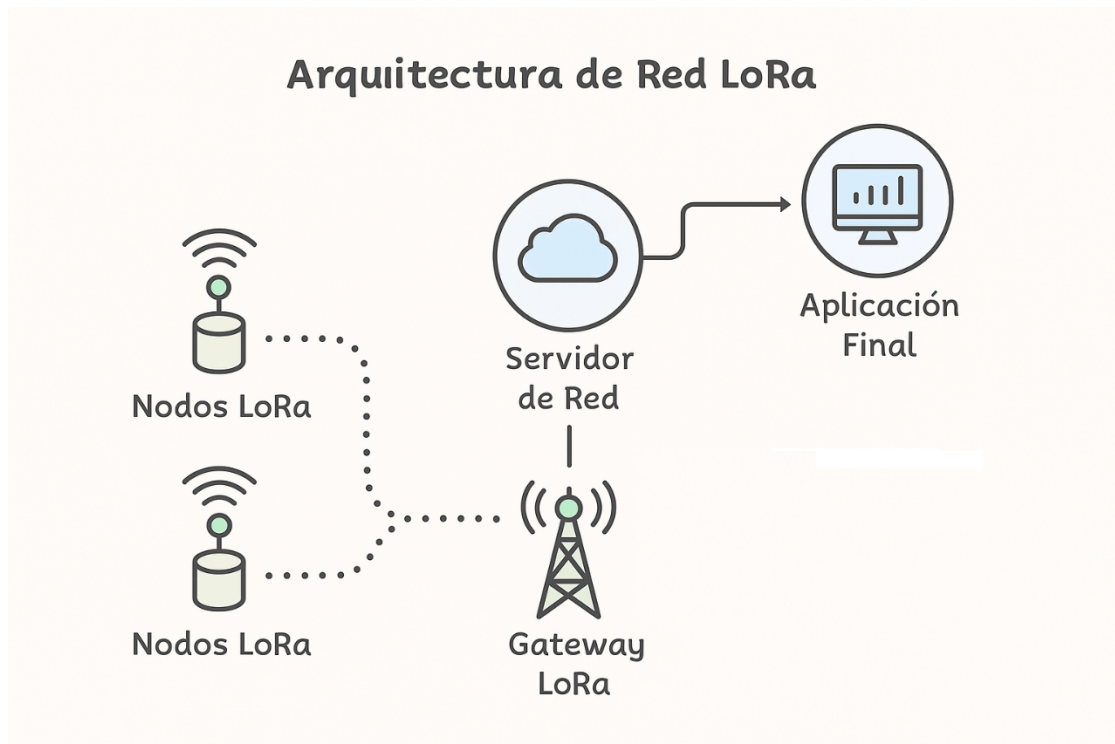 Arquiitectura de Red LoRa
Nodos LoRa
Nodos LoRa
Servidor
de Red
Gateway
LoRa
Aplicación
Final